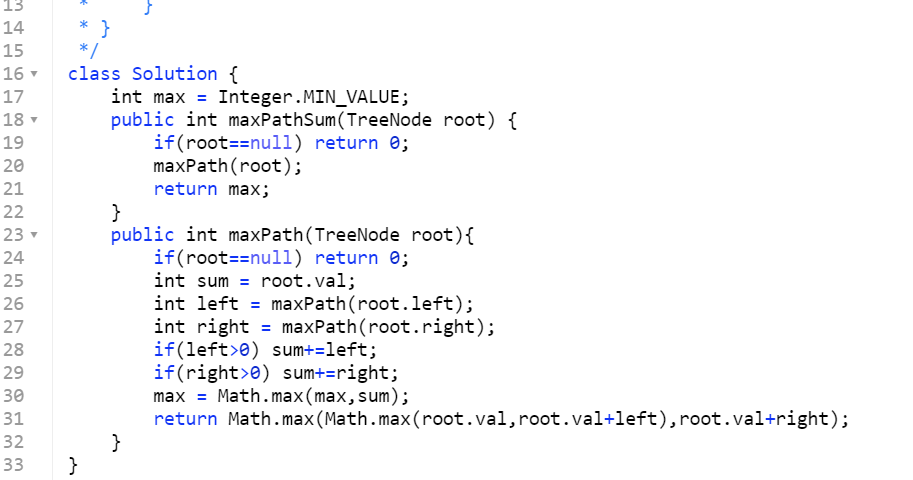 13 *     }
14 * }
15 */
16 class Solution {
17     int max = Integer.MIN_VALUE;
18     public int maxPathSum(TreeNode root) {
19         if(root==null) return 0;
20         maxPath(root);
21         return max;
22     }
23     public int maxPath(TreeNode root){
24         if(root==null) return 0;
25         int sum = root.val;
26         int left = maxPath(root.left);
27         int right = maxPath(root.right);
28         if(left>0) sum+=left;
29         if(right>0) sum+=right;
30         max = Math.max(max,sum);
31         return Math.max(Math.max(root.val,root.val+left),root.val+right);
32     }
33 }